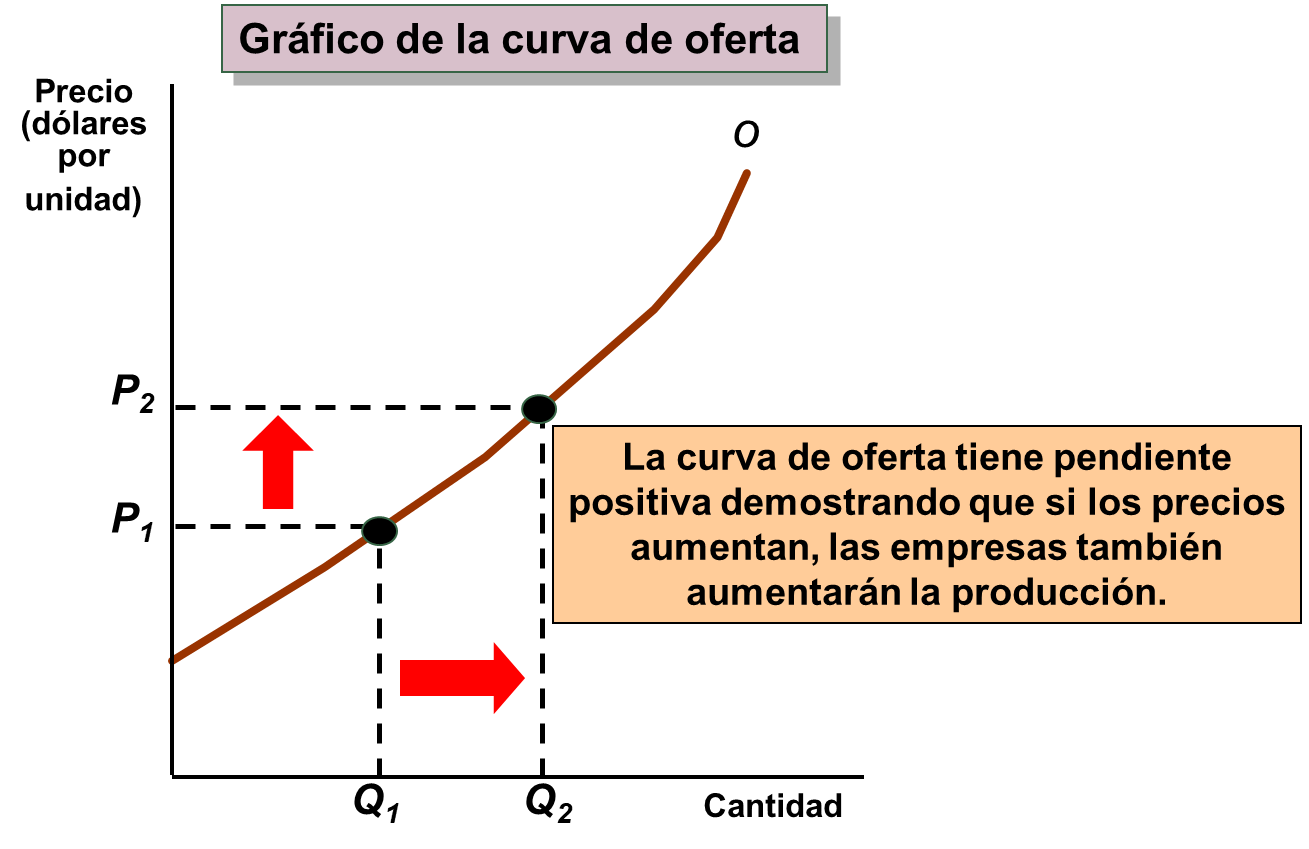 Gráfico de la curva de oferta
Precio
(dólares
por
unidad)
O
P2
P1
La curva de oferta tiene pendiente
positiva demostrando que si los precios
aumentan, las empresas también
aumentarán la producción.
Q1
Q2
Cantidad